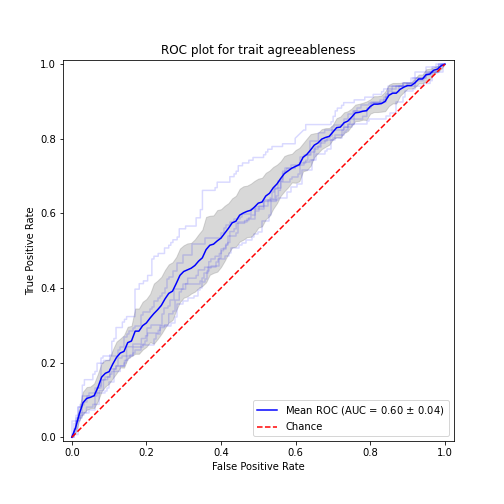 ROC plot for trait agreeableness
1.0
0.8
0.6
0.4
0.2
0.0
True Positive Rate
Mean ROC (AUC = 0.60 ± 0.04)
Chance
0.0 0.2 0.4 0.6 0.8 1.0
False Positive Rate